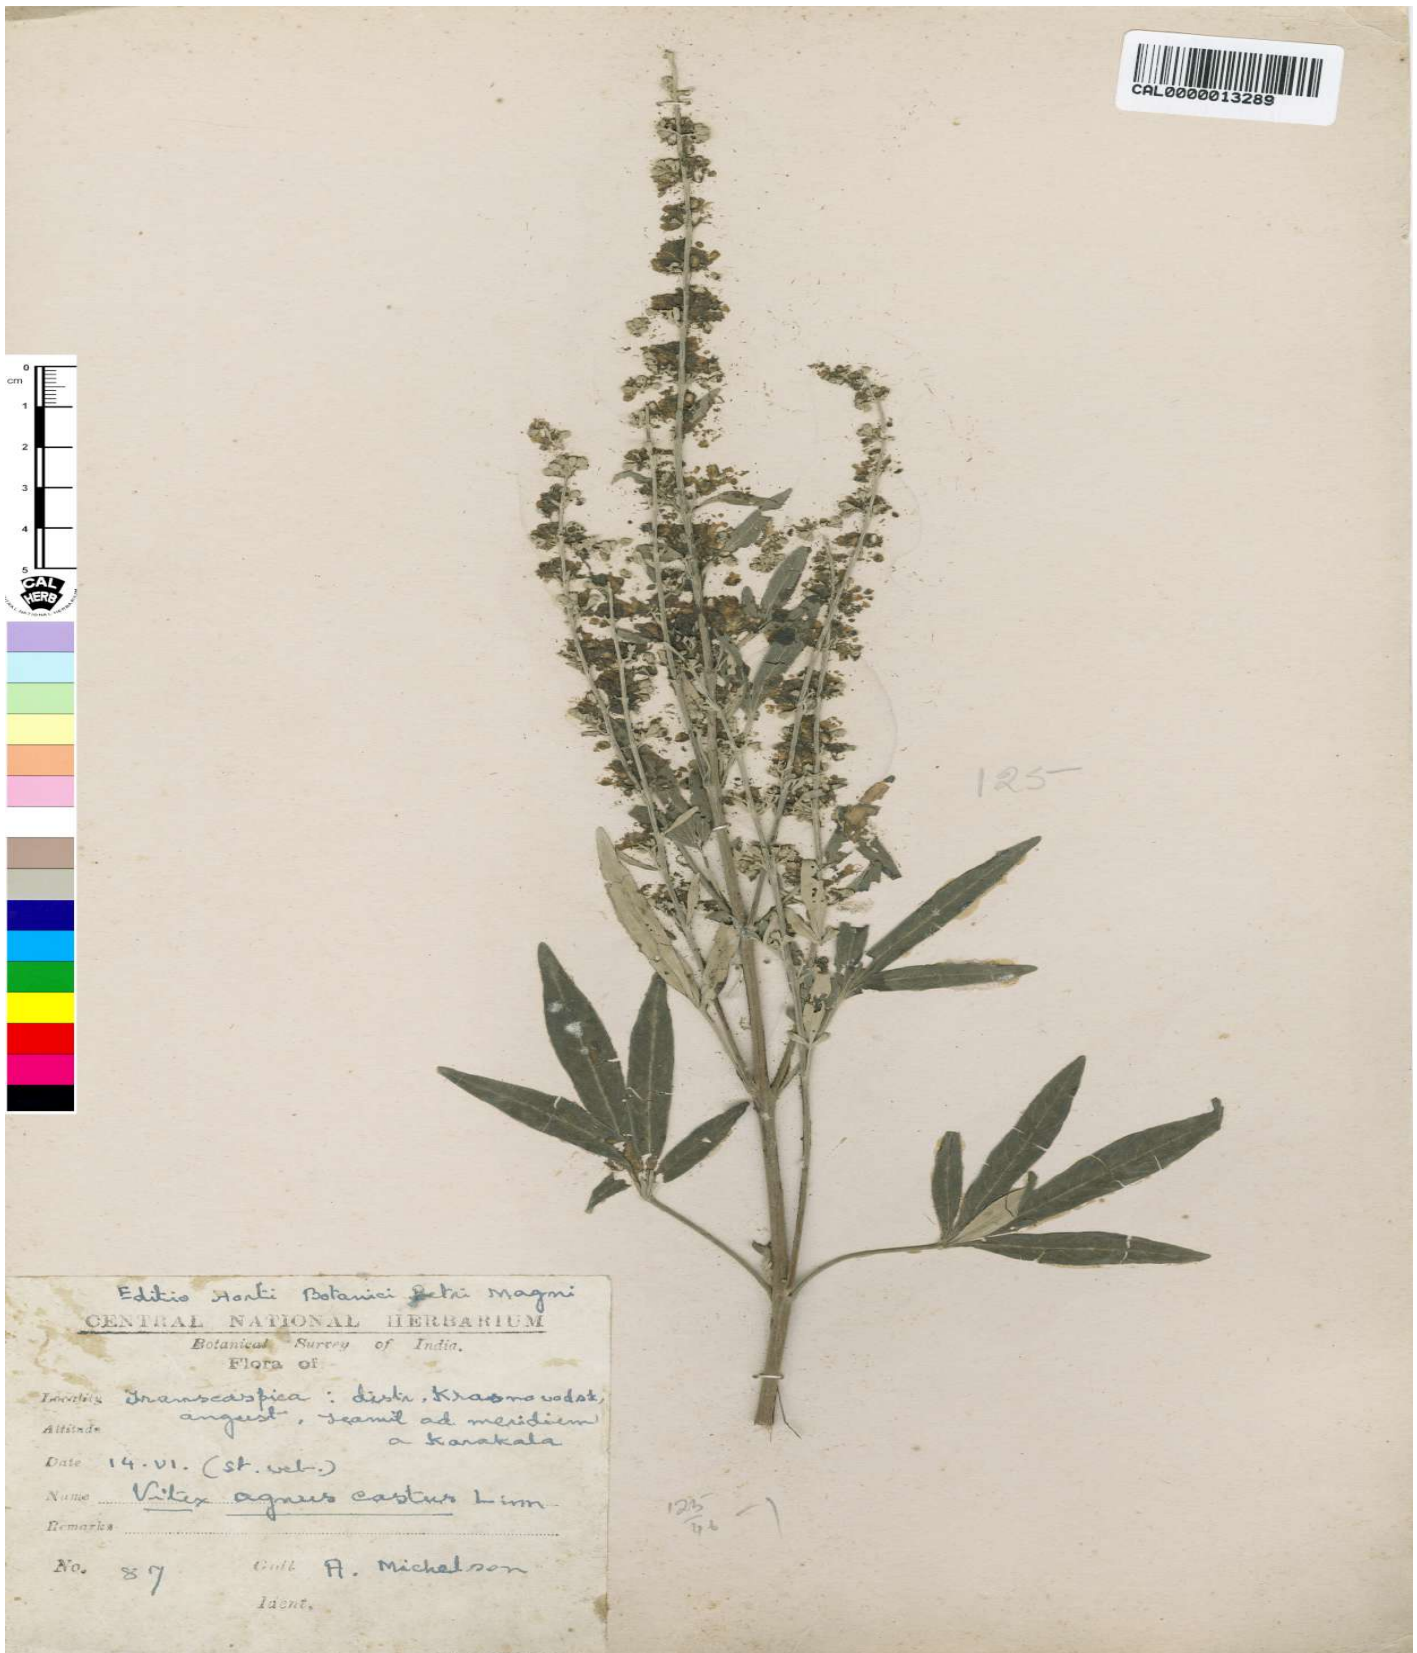 CAL0000013289
0
cm
1
2
3
4
5
CAL
HERB
125
Editio Horti Botanici Petri Magni
CENTRAL NATIONAL HERBARIUM
Botanical Survey of India.
Flora of
Locality Transcaspica : distr. Krasnovodsk,
Altitude angust. ad meridiem
a Karakala
Date 14.VI. (st. vet.)
Name Vitex agnus castus Linn
Remarks
No. 87 Coll. A. Michelson
Ident.
125